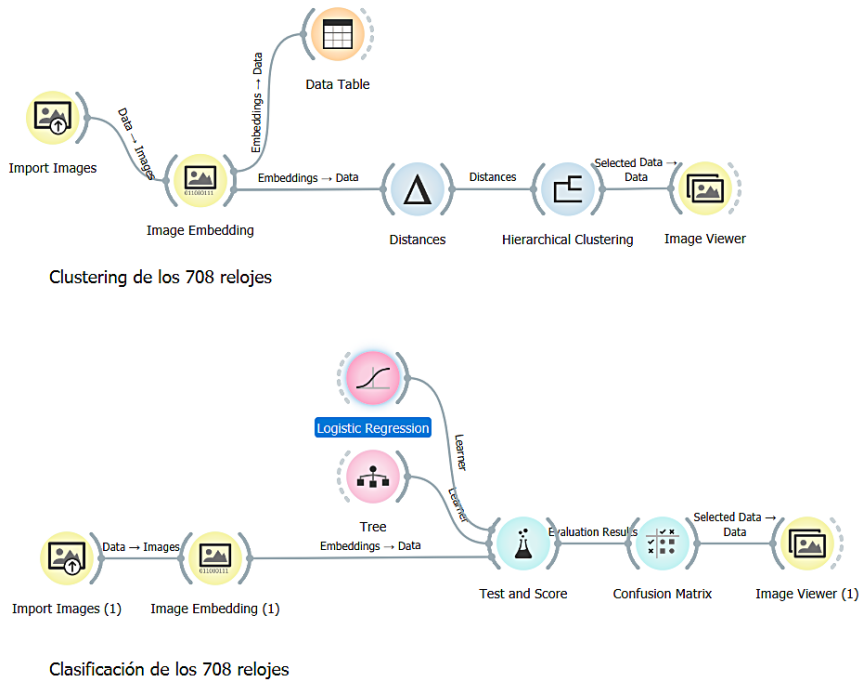 Data Table
Embeddings → Data
Data → Images
Import Images
Image Embedding
Embeddings → Data
Distances
Distances
Hierarchical Clustering
Selected Data →
Data
Image Viewer
Clustering de los 708 relojes
Logistic Regression
Learner
Tree
Learner
Import Images (1)
Data → Images
Image Embedding (1)
Embeddings → Data
Test and Score
Evaluation Results
Confusion Matrix
Selected Data →
Data
Image Viewer (1)
Clasificación de los 708 relojes